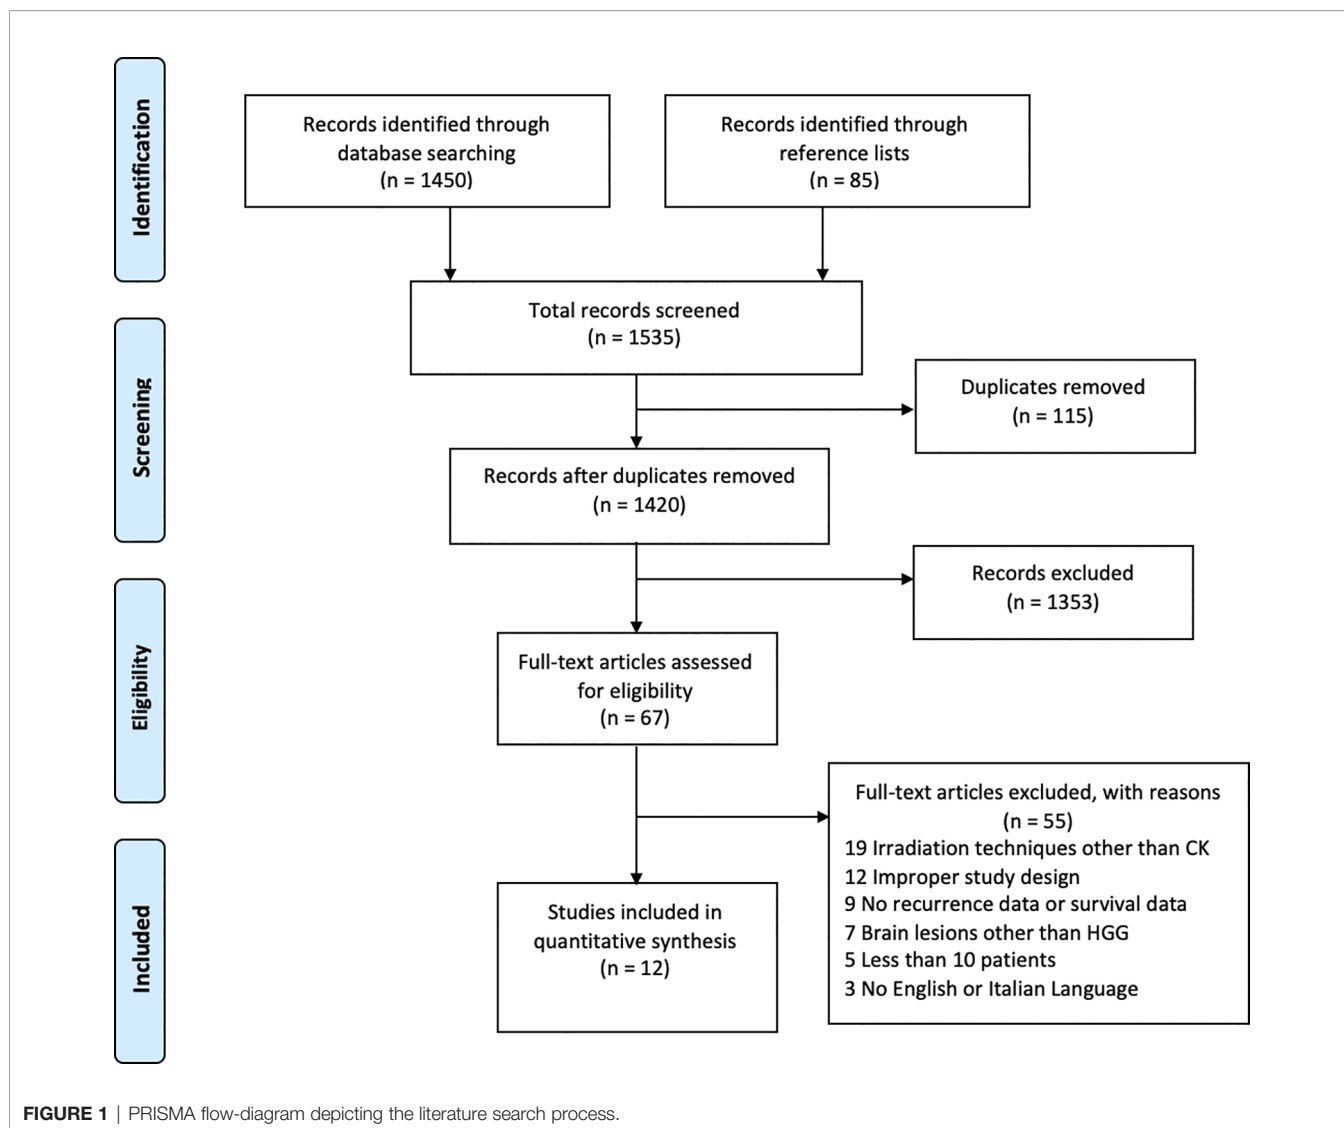 Identification
Records identified through
database searching
(n = 1450)
Records identified through
reference lists
(n = 85)
Total records screened
(n = 1535)
Screening
Duplicates removed
(n = 115)
Records after duplicates removed
(n = 1420)
Records excluded
(n = 1353)
Eligibility
Full-text articles assessed
for eligibility
(n = 67)
Full-text articles excluded, with reasons
(n = 55)
19 Irradiation techniques other than CK
12 Improper study design
9 No recurrence data or survival data
7 Brain lesions other than HGG
5 Less than 10 patients
3 No English or Italian Language
Included
Studies included in
quantitative synthesis
(n = 12)
FIGURE 1 | PRISMA flow-diagram depicting the literature search process.